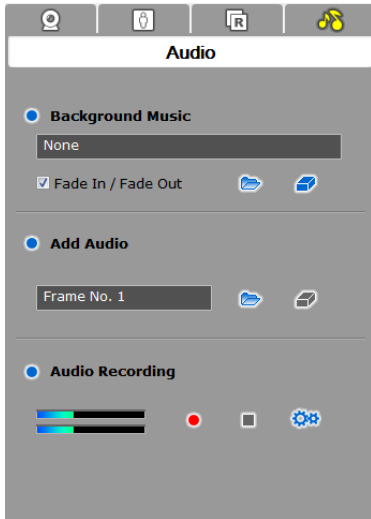 R
Audio
Background Music
None
Fade In / Fade Out
Add Audio
Frame No. 1
Audio Recording